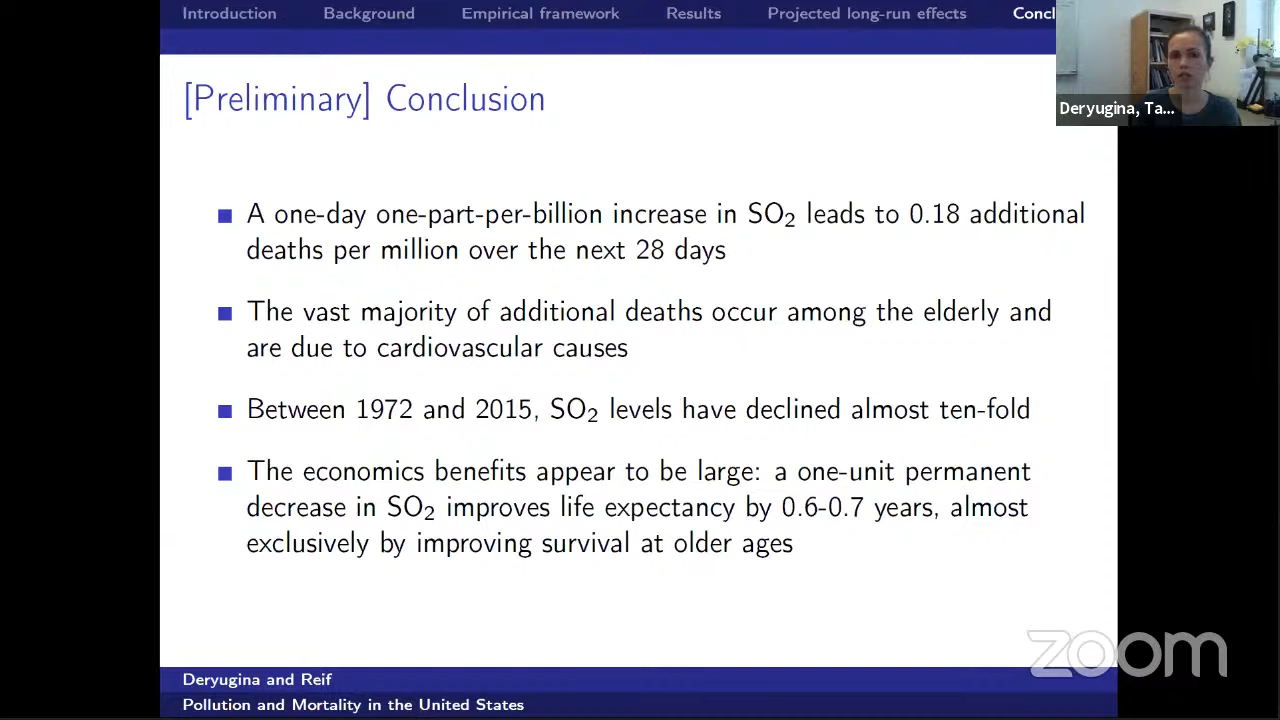 Introduction Background Empirical framework Results Projected long-run effects Concl
[Preliminary] Conclusion
Deryugina, Ta...
A one-day one-part-per-billion increase in SO₂ leads to 0.18 additional
deaths per million over the next 28 days
The vast majority of additional deaths occur among the elderly and
are due to cardiovascular causes
Between 1972 and 2015, SO₂ levels have declined almost ten-fold
The economics benefits appear to be large: a one-unit permanent
decrease in SO₂ improves life expectancy by 0.6-0.7 years, almost
exclusively by improving survival at older ages
zoom
Deryugina and Reif
Pollution and Mortality in the United States